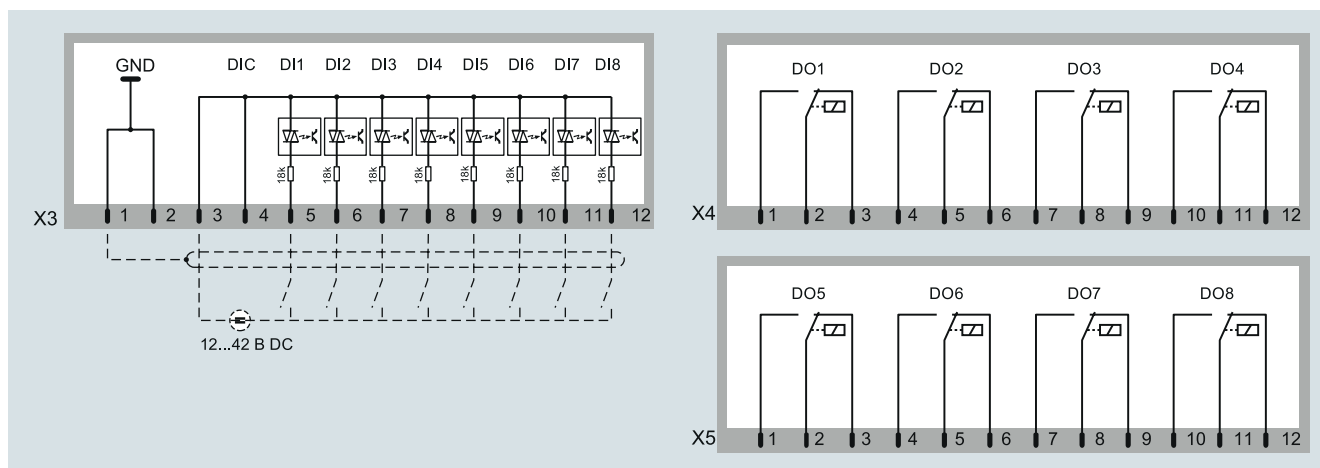 GND DIC DI1 DI2 DI3 DI4 DI5 DI6 DI7 DI8
18k 18k 18k 18k 18k 18k 18k 18k
X3 1 2 3 4 5 6 7 8 9 10 11 12
12...42 В DC
DO1 DO2 DO3 DO4
X4 1 2 3 4 5 6 7 8 9 10 11 12
DO5 DO6 DO7 DO8
X5 1 2 3 4 5 6 7 8 9 10 11 12